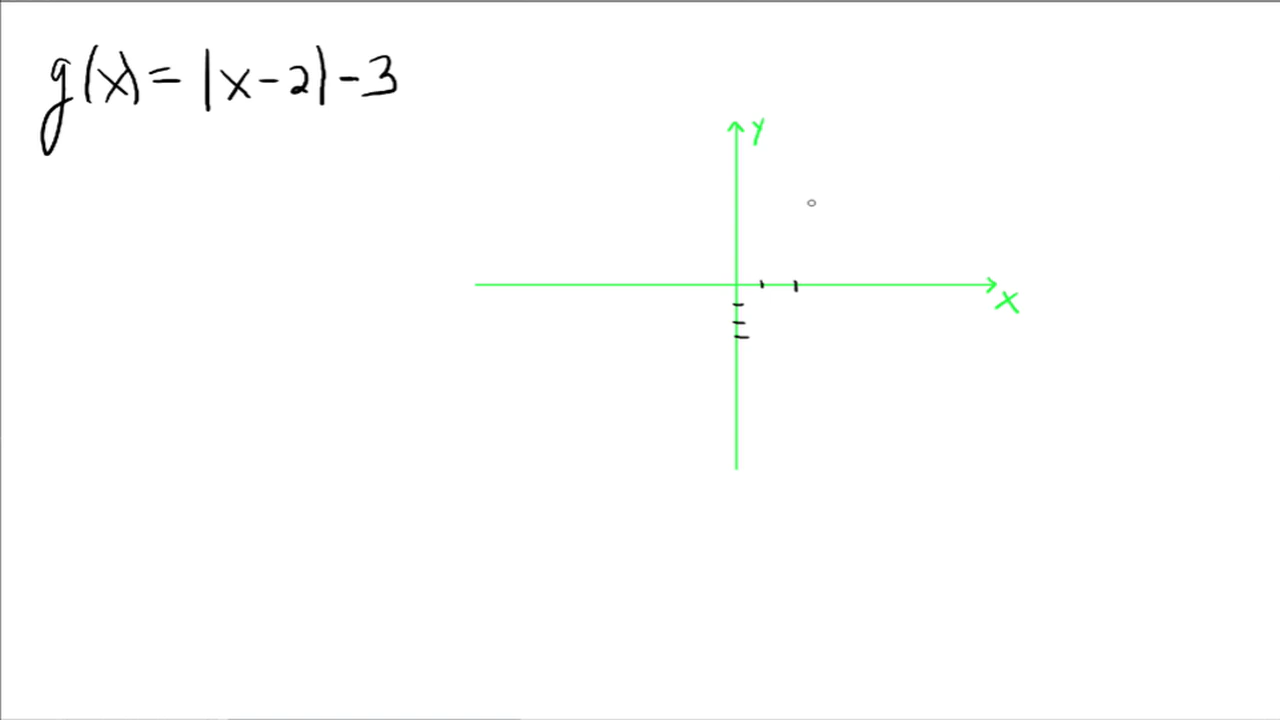 g(x) = |x-2|-3
y
x